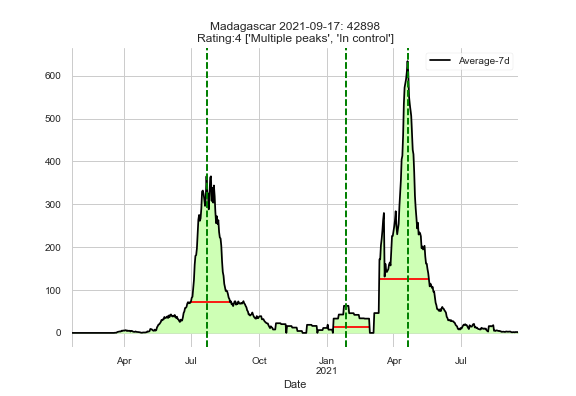 Madagascar 2021-09-17: 42898
Rating:4 ['Multiple peaks', 'In control']
Average-7d
600
500
400
300
200
100
0
Apr
Jul
Oct
Jan
2021
Apr
Jul
Date